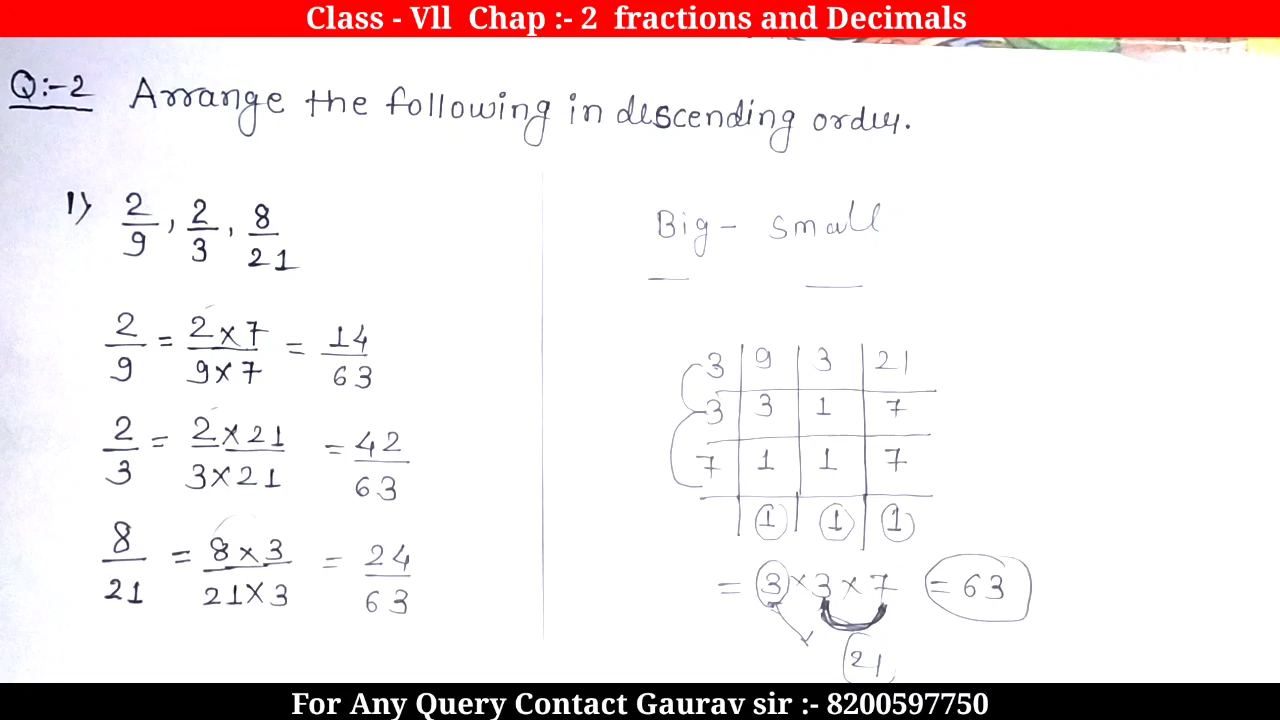 Class - Vll Chap :- 2 fractions and Decimals
Q:-2 Arrange the following in descending order.
1) 2/9, 2/3, 8/21
2/9 = 2×7/9×7 = 14/63
2/3 = 2×21/3×21 = 42/63
8/21 = 8×3/21×3 = 24/63
Big - Small
3 | 9 | 3 | 21
3 | 3 | 1 | 7
7 | 1 | 1 | 7
| 1 | 1 | 1
= 3×3×7 = 63
21
For Any Query Contact Gaurav sir :- 8200597750